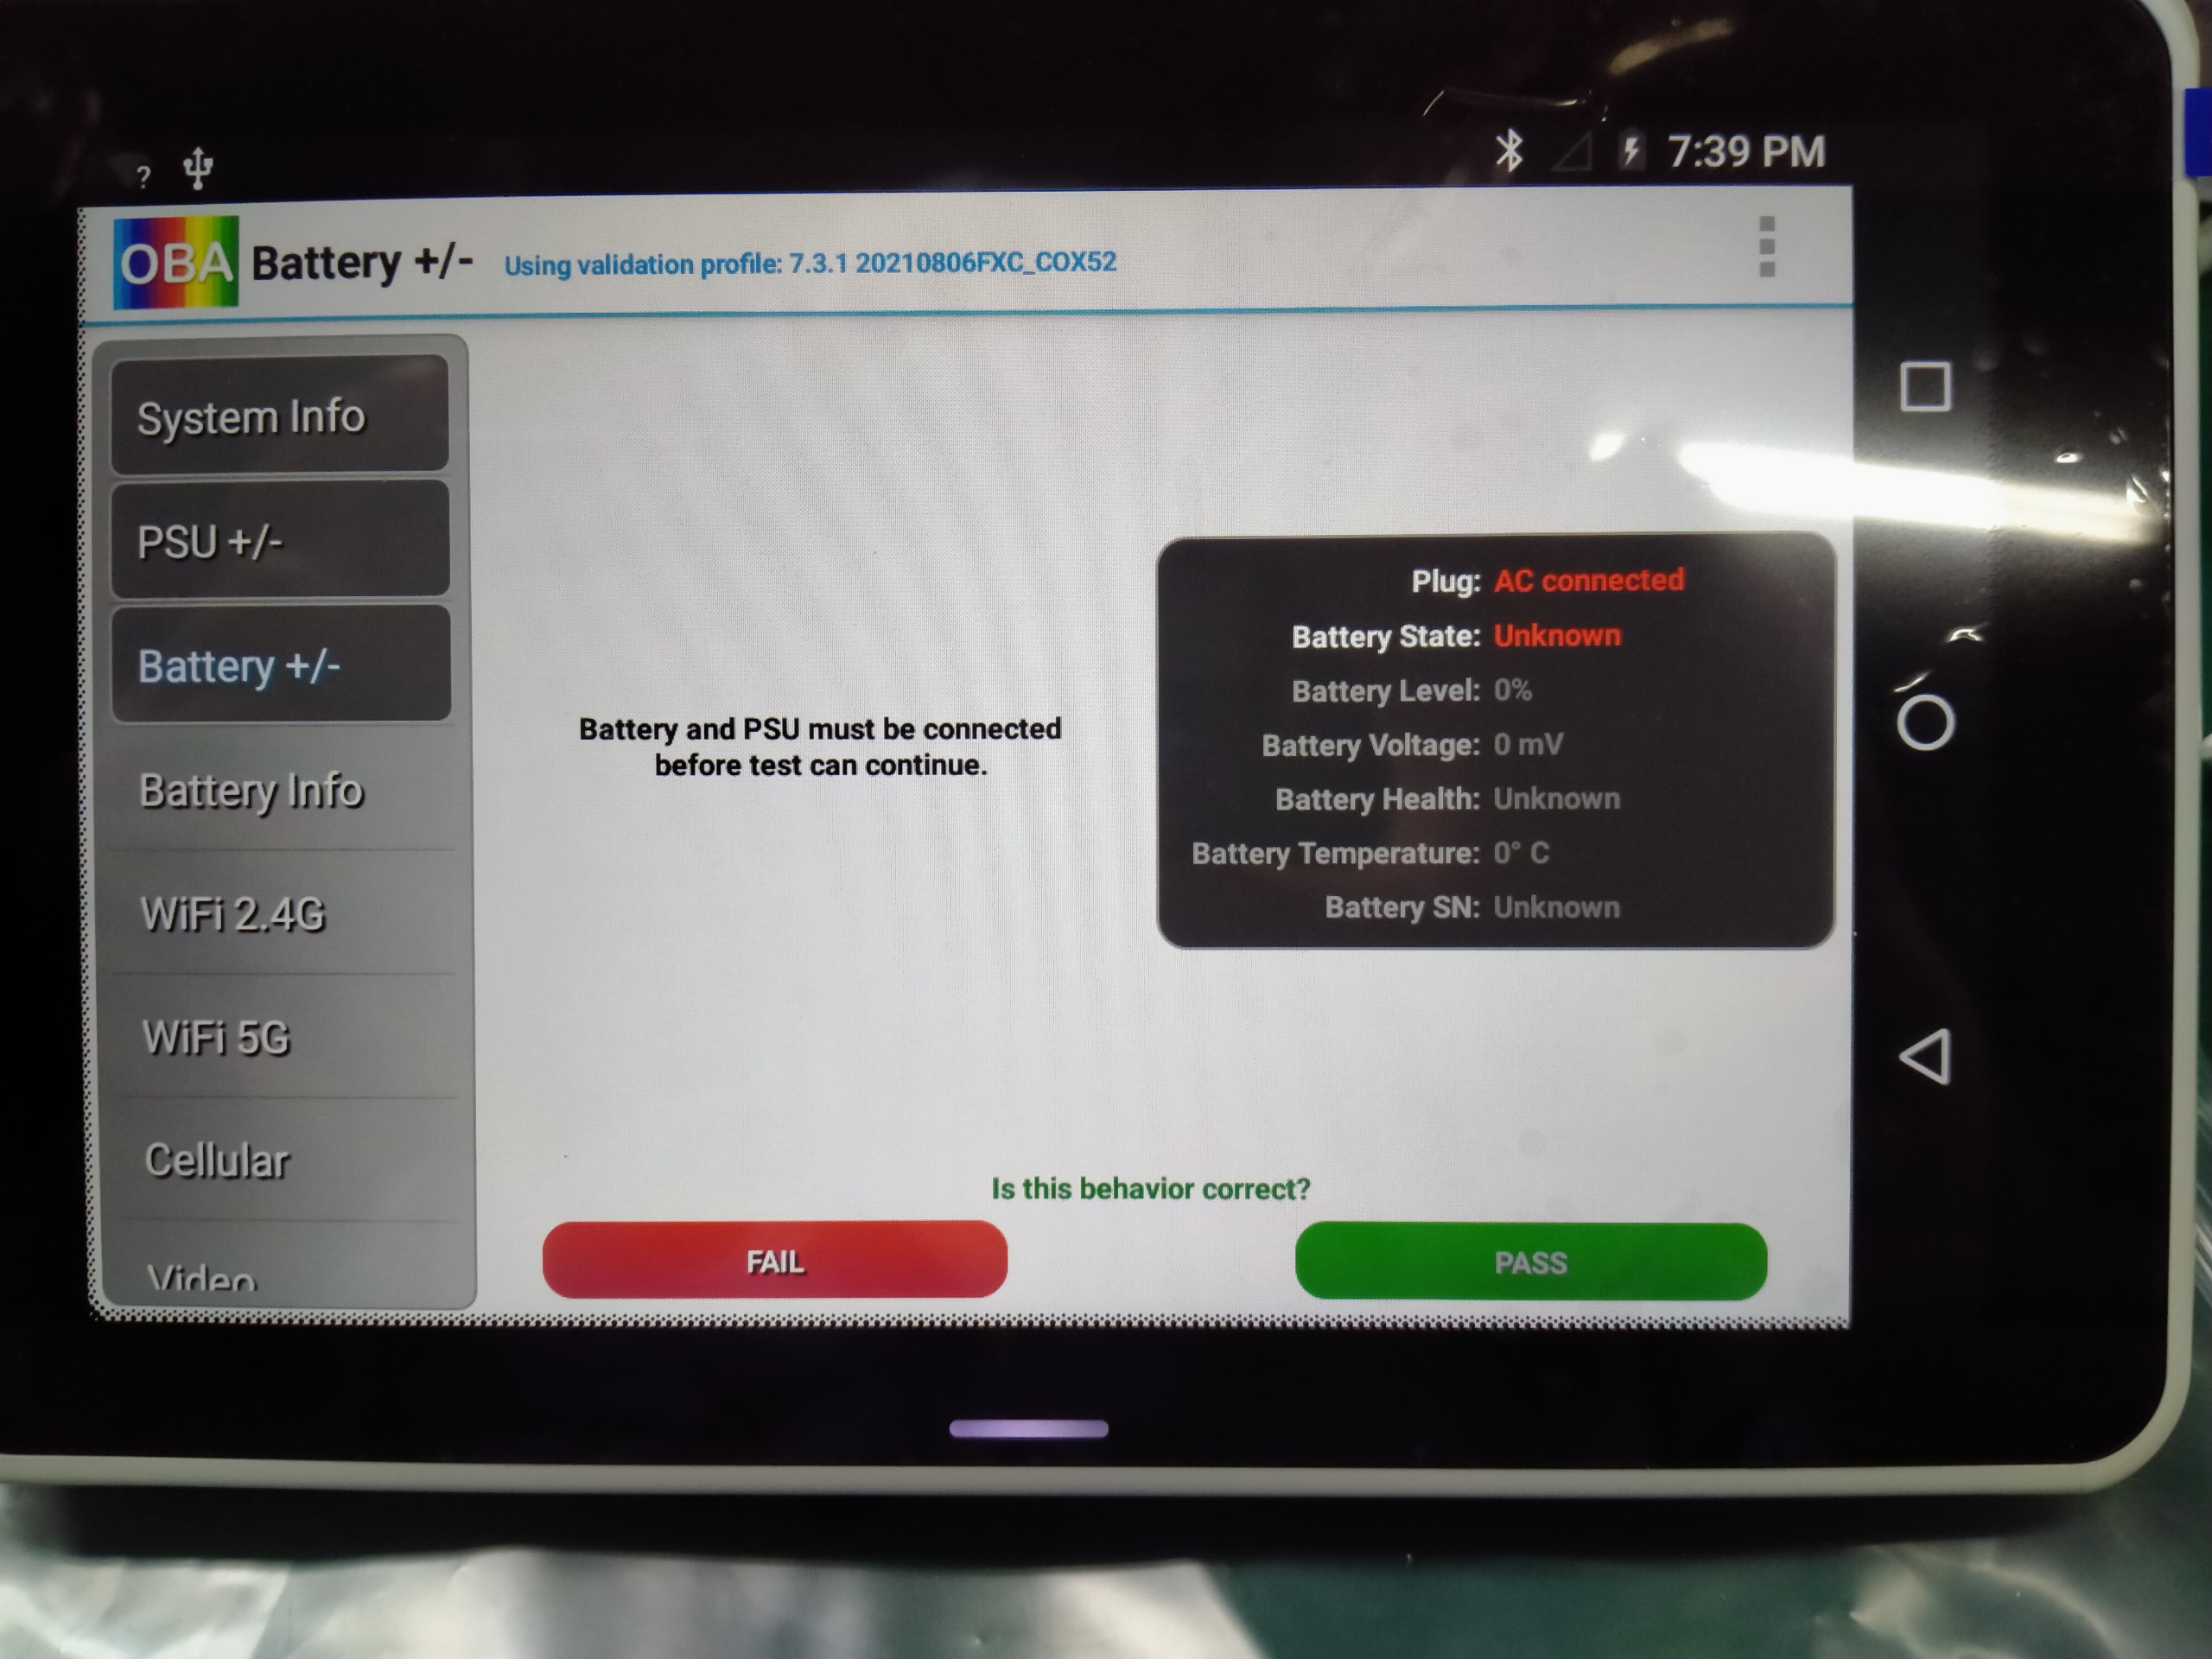 ? 7:39 PM
OBA Battery +/- Using validation profile: 7.3.1 20210806FXC_COX52
System Info
PSU +/-
Battery +/-
Battery Info
WiFi 2.4G
WiFi 5G
Cellular
Video
Battery and PSU must be connected
before test can continue.
Plug: AC connected
Battery State: Unknown
Battery Level: 0%
Battery Voltage: 0 mV
Battery Health: Unknown
Battery Temperature: 0° C
Battery SN: Unknown
Is this behavior correct?
FAIL
PASS